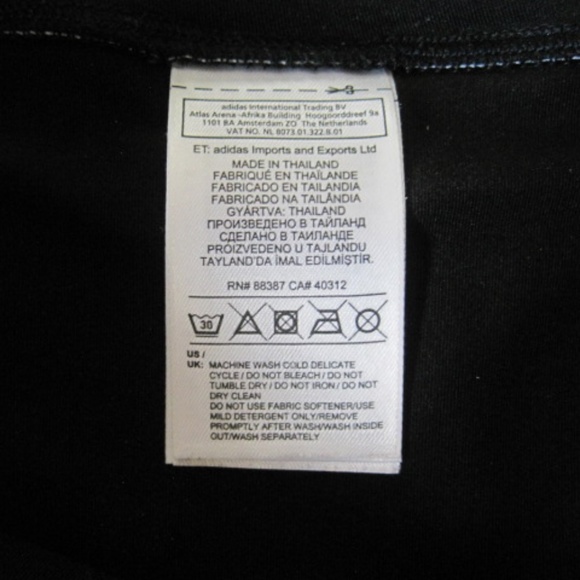 adidas International Trading BV
Atlas Arena -Afrika Building Hoogoorddreef 9a
1101 BA Amsterdam ZO The Netherlands
VAT NO. NL 8073.01.322.B.01
ET: adidas Imports and Exports Ltd
MADE IN THAILAND
FABRIQUÉ EN THAÏLANDE
FABRICADO EN TAILANDIA
FABRICADO NA TAILÂNDIA
GYÁRTVA: THAILAND
ПРОИЗВЕДЕНО В ТАЙЛАНД
СДЕЛАНО В ТАИЛАНДЕ
PROIZVEDENO U TAJLANDU
TAYLAND'DA İMAL EDİLMİŞTİR.
RN# 88387 CA# 40312
30
US /
UK: MACHINE WASH COLD DELICATE
CYCLE / DO NOT BLEACH / DO NOT
TUMBLE DRY / DO NOT IRON / DO NOT
DRY CLEAN
DO NOT USE FABRIC SOFTENER/USE
MILD DETERGENT ONLY/REMOVE
PROMPTLY AFTER WASH/WASH INSIDE
OUT/WASH SEPARATELY